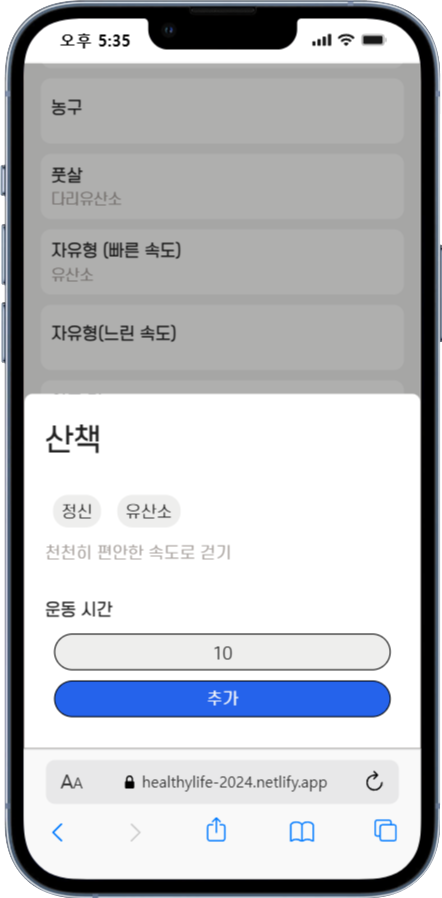 오후 5:35
농구
풋살
다리유산소
자유형 (빠른 속도)
유산소
자유형(느린 속도)
산책
정신 유산소
천천히 편안한 속도로 걷기
운동 시간
10
추가
AA healthylife-2024.netlify.app